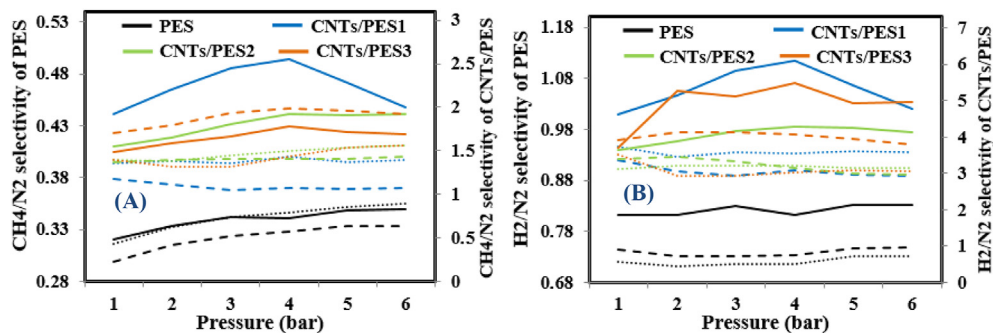 CH4/N2 selectivity of PES
0.53
0.48
0.43
0.38
0.33
0.28
PES
CNTs/PES1
CNTs/PES2
CNTs/PES3
(A)
3
2.5
2
1.5
1
0.5
0
CH4/N2 selectivity of CNTs/PES
1 2 3 4 5 6
Pressure (bar)
H2/N2 selectivity of PES
1.18
1.08
0.98
0.88
0.78
0.68
PES
CNTs/PES1
CNTs/PES2
CNTs/PES3
(B)
7
6
5
4
3
2
1
0
H2/N2 selectivity of CNTs/PES
1 2 3 4 5 6
Pressure (bar)